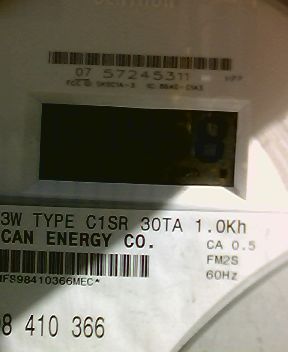 07 57245311
8
3W TYPE C1SR 30TA 1.0Kh
CAN ENERGY CO.
CA 0.5
FM2S
60Hz
MFS98410366MEC*
98 410 366